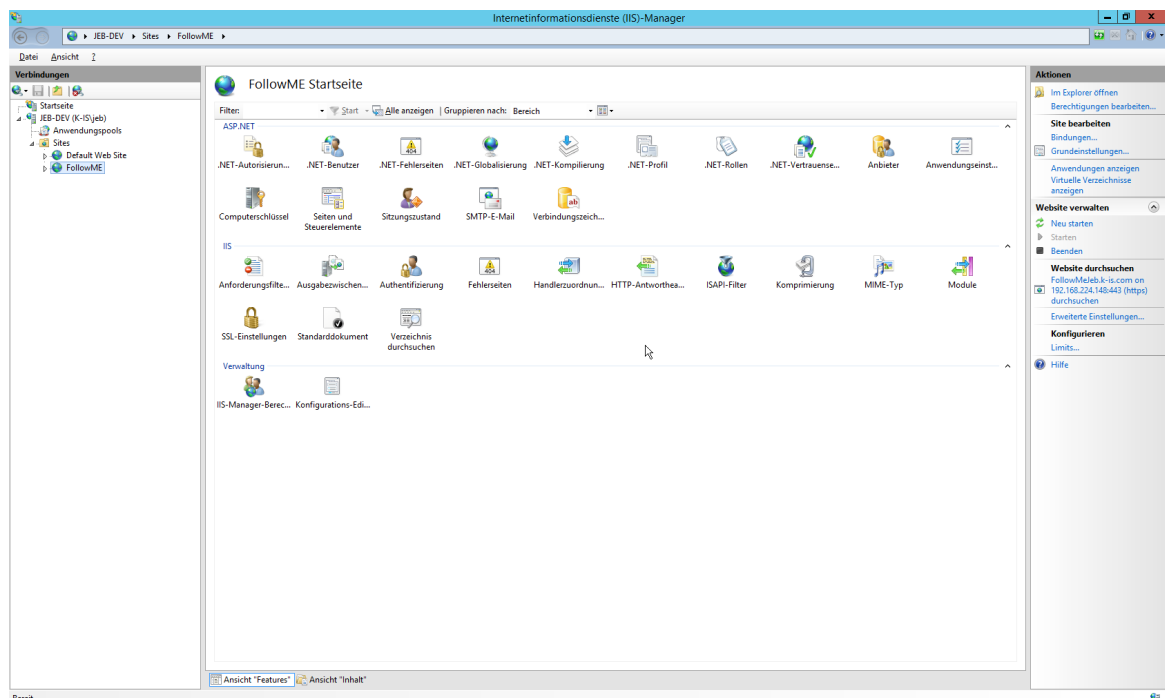 Internetinformationsdienste (IIS)-Manager
JEB-DEV Sites FollowME
Datei Ansicht ?
Verbindungen
Startseite
JEB-DEV (K-IS\jeb)
Anwendungspools
Sites
Default Web Site
FollowME
FollowME Startseite
Filter: Start Alle anzeigen Gruppieren nach: Bereich
ASP.NET
.NET-Autorisierun... .NET-Benutzer .NET-Fehlerseiten .NET-Globalisierung .NET-Kompilierung .NET-Profil .NET-Rollen .NET-Vertrauense... Anbieter Anwendungseinst...
Computerschlüssel Seiten und Steuerelemente Sitzungszustand SMTP-E-Mail Verbindungszeich...
IIS
Anforderungsfilte... Ausgabezwischen... Authentifizierung Fehlerseiten Handlerzuordnun... HTTP-Antworthea... ISAPI-Filter Komprimierung MIME-Typ Module
SSL-Einstellungen Standarddokument Verzeichnis durchsuchen
Verwaltung
IIS-Manager-Berec... Konfigurations-Edi...
Ansicht "Features" Ansicht "Inhalt"
Aktionen
Im Explorer öffnen
Berechtigungen bearbeiten...
Site bearbeiten
Bindungen...
Grundeinstellungen...
Anwendungen anzeigen
Virtuelle Verzeichnisse
anzeigen
Website verwalten
Neu starten
Starten
Beenden
Website durchsuchen
FollowMeJeb.k-is.com on
192.168.224.148:443 (https)
durchsuchen
Erweiterte Einstellungen...
Konfigurieren
Limits...
Hilfe
Bereit